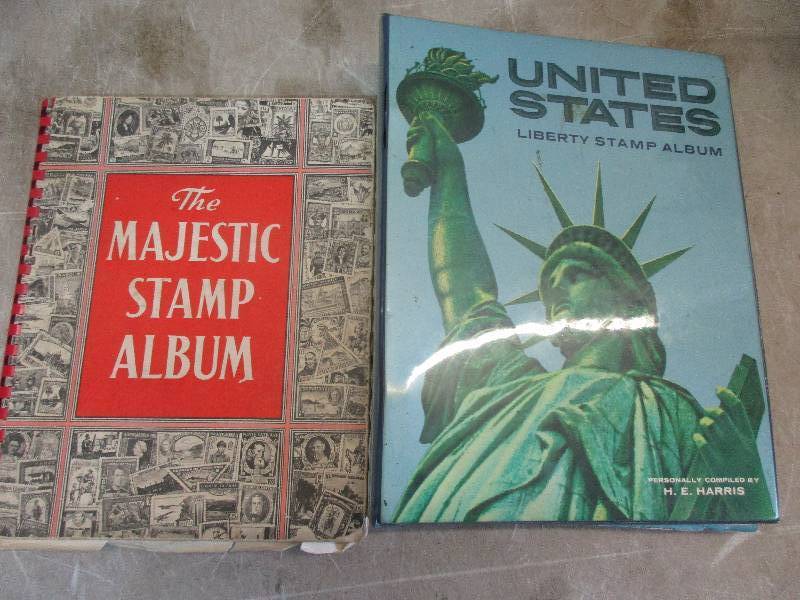 The
MAJESTIC
STAMP
ALBUM
UNITED
STATES
LIBERTY STAMP ALBUM
PERSONALLY COMPILED BY
H. E. HARRIS